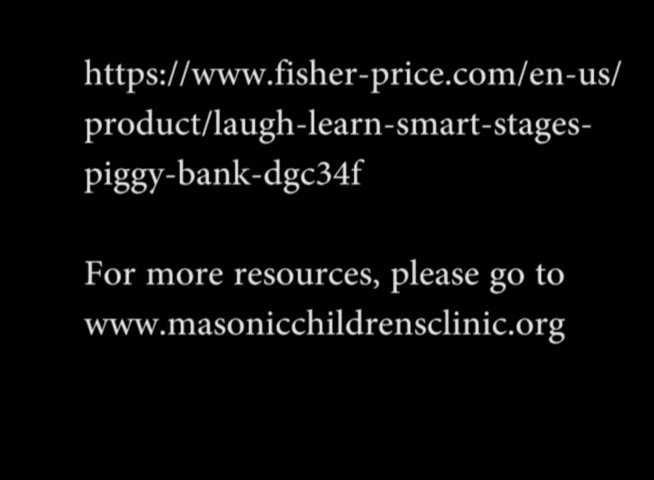 https://www.fisher-price.com/en-us/
product/laugh-learn-smart-stages-
piggy-bank-dgc34f
For more resources, please go to
www.masonicchildrensclinic.org